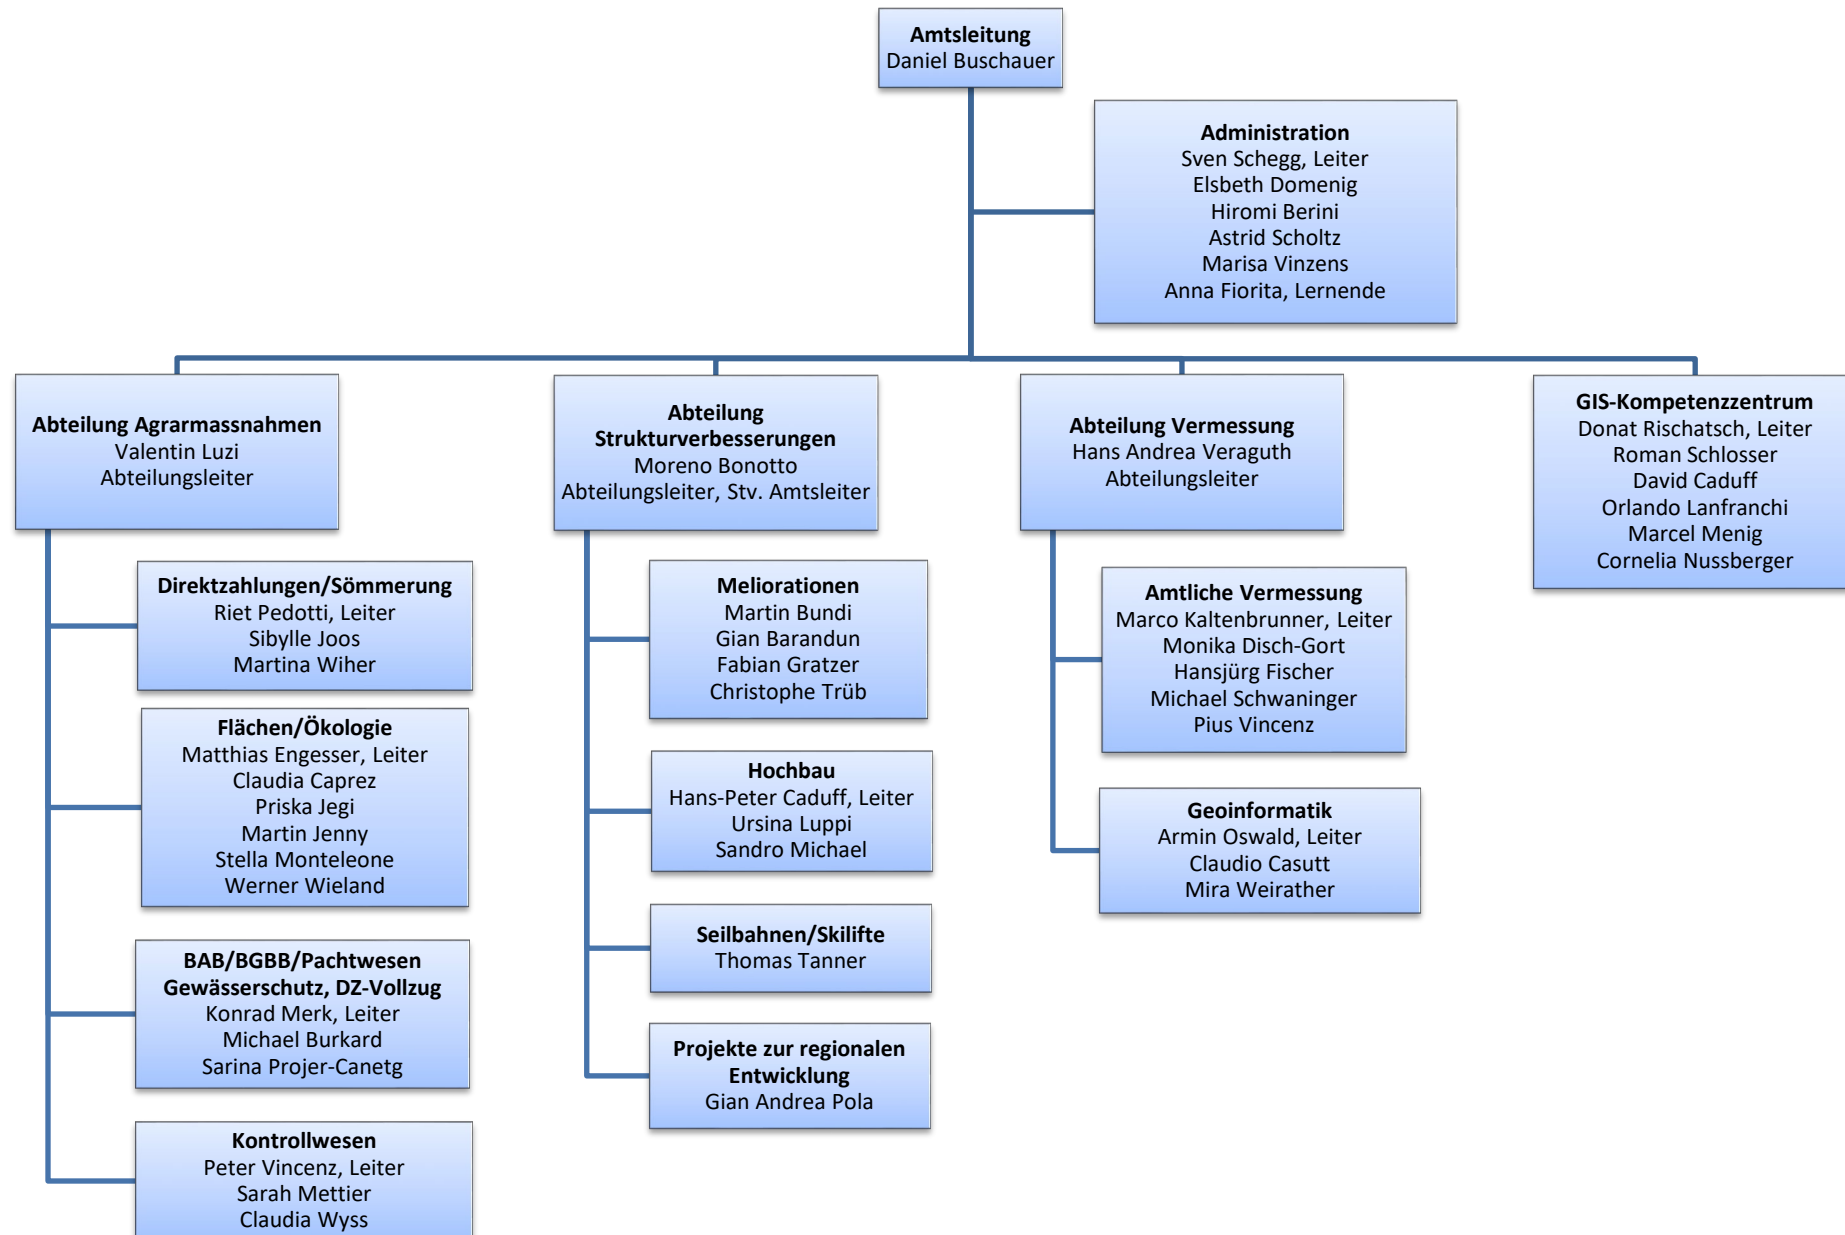 Amtsleitung
Daniel Buschauer
Administration
Sven Schegg, Leiter
Elsbeth Domenig
Hiromi Berini
Astrid Scholtz
Marisa Vinzens
Anna Fiorita, Lernende
Abteilung Agrarmassnahmen
Valentin Luzi
Abteilungsleiter
Direktzahlungen/Sömmerung
Riet Pedotti, Leiter
Sibylle Joos
Martina Wiher
Flächen/Ökologie
Matthias Engesser, Leiter
Claudia Caprez
Priska Jegi
Martin Jenny
Stella Monteleone
Werner Wieland
BAB/BGBB/Pachtwesen
Gewässerschutz, DZ-Vollzug
Konrad Merk, Leiter
Michael Burkard
Sarina Projer-Canetg
Kontrollwesen
Peter Vincenz, Leiter
Sarah Mettier
Claudia Wyss
Abteilung
Strukturverbesserungen
Moreno Bonotto
Abteilungsleiter, Stv. Amtsleiter
Meliorationen
Martin Bundi
Gian Barandun
Fabian Gratzer
Christophe Trüb
Hochbau
Hans-Peter Caduff, Leiter
Ursina Luppi
Sandro Michael
Seilbahnen/Skilifte
Thomas Tanner
Projekte zur regionalen
Entwicklung
Gian Andrea Pola
Abteilung Vermessung
Hans Andrea Veraguth
Abteilungsleiter
Amtliche Vermessung
Marco Kaltenbrunner, Leiter
Monika Disch-Gort
Hansjürg Fischer
Michael Schwaninger
Pius Vincenz
Geoinformatik
Armin Oswald, Leiter
Claudio Casutt
Mira Weirather
GIS-Kompetenzzentrum
Donat Rischatsch, Leiter
Roman Schlosser
David Caduff
Orlando Lanfranchi
Marcel Menig
Cornelia Nussberger